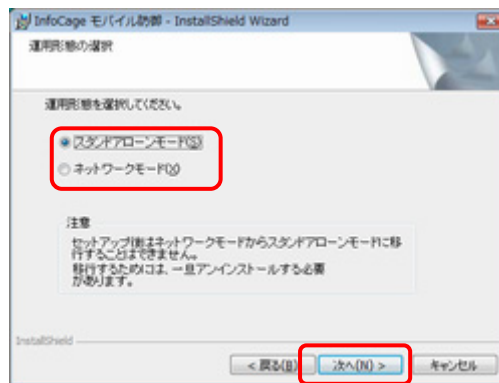 InfoCage モバイル防御 - InstallShield Wizard
運用形態の選択
運用形態を選択してください。
スタンドアローンモード(S)
ネットワークモード(X)
注意
セットアップ後はネットワークモードからスタンドアローンモードに移
行することはできません。
移行するためには、一旦アンインストールする必要
があります。
InstallShield
< 戻る(B)
次へ(N) >
キャンセル